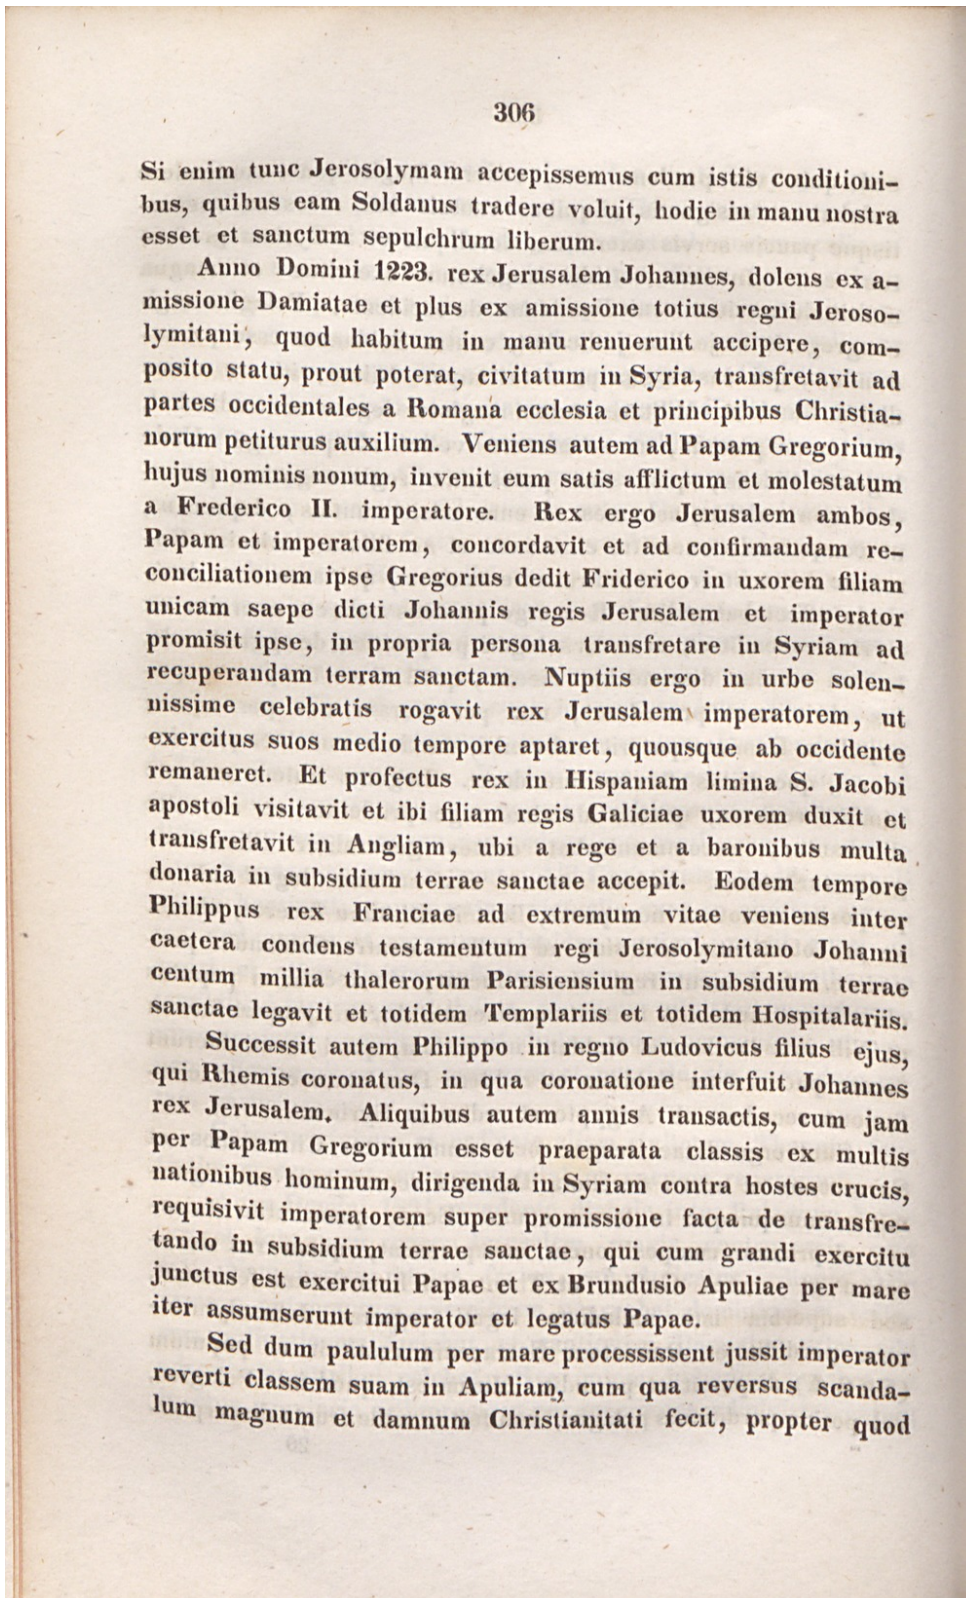 306
Si enim tunc Jerosolymam accepissemus cum istis conditioni-
bus, quibus eam Soldanus tradere voluit, hodie in manu nostra
esset et sanctum sepulchrum liberum.
Anno Domini 1223. rex Jerusalem Johannes, dolens ex a-
missione Damiatae et plus ex amissione totius regni Jeroso-
lymitani, quod habitum in manu renuerunt accipere, com-
posito statu, prout poterat, civitatum in Syria, transfretavit ad
partes occidentales a Romana ecclesia et principibus Christia-
norum petiturus auxilium. Veniens autem ad Papam Gregorium,
hujus nominis nonum, invenit eum satis afflictum et molestatum
a Frederico II. imperatore. Rex ergo Jerusalem ambos,
Papam et imperatorem, concordavit et ad confirmandam re-
conciliationem ipse Gregorius dedit Friderico in uxorem filiam
unicam saepe dicti Johannis regis Jerusalem et imperator
promisit ipse, in propria persona transfretare in Syriam ad
recuperandam terram sanctam. Nuptiis ergo in urbe solen-
nissime celebratis rogavit rex Jerusalem imperatorem, ut
exercitus suos medio tempore aptaret, quousque ab occidente
remaneret. Et profectus rex in Hispaniam limina S. Jacobi
apostoli visitavit et ibi filiam regis Galiciae uxorem duxit et
transfretavit in Angliam, ubi a rege et a baronibus multa
donaria in subsidium terrae sanctae accepit. Eodem tempore
Philippus rex Franciae ad extremum vitae veniens inter
caetera condens testamentum regi Jerosolymitano Johanni
centum millia thalerorum Parisiensium in subsidium terrae
sanctae legavit et totidem Templariis et totidem Hospitalariis.
Successit autem Philippo in regno Ludovicus filius ejus,
qui Rhemis coronatus, in qua coronatione interfuit Johannes
rex Jerusalem. Aliquibus autem annis transactis, cum jam
per Papam Gregorium esset praeparata classis ex multis
nationibus hominum, dirigenda in Syriam contra hostes crucis,
requisivit imperatorem super promissione facta de transfre-
tando in subsidium terrae sanctae, qui cum grandi exercitu
junctus est exercitui Papae et ex Brundusio Apuliae per mare
iter assumserunt imperator et legatus Papae.
Sed dum paululum per mare processissent jussit imperator
reverti classem suam in Apuliam, cum qua reversus scanda-
lum magnum et damnum Christianitati fecit, propter quod